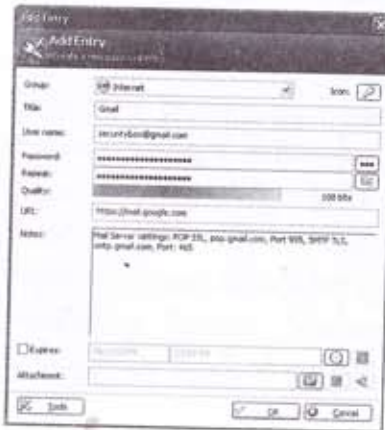 Add Entry
Add Entry
Group: Internet Icon:
Title: Gmail
User name: securitybox@gmail.com
Password:
Repeat:
Quality: 108 bits
URL: https://mail.google.com
Notes: Mail Server settings: POP SSL, pop.gmail.com, Port 995, SMTP
smtp.gmail.com, Port: 465
Expires:
Attachment:
Tools OK Cancel